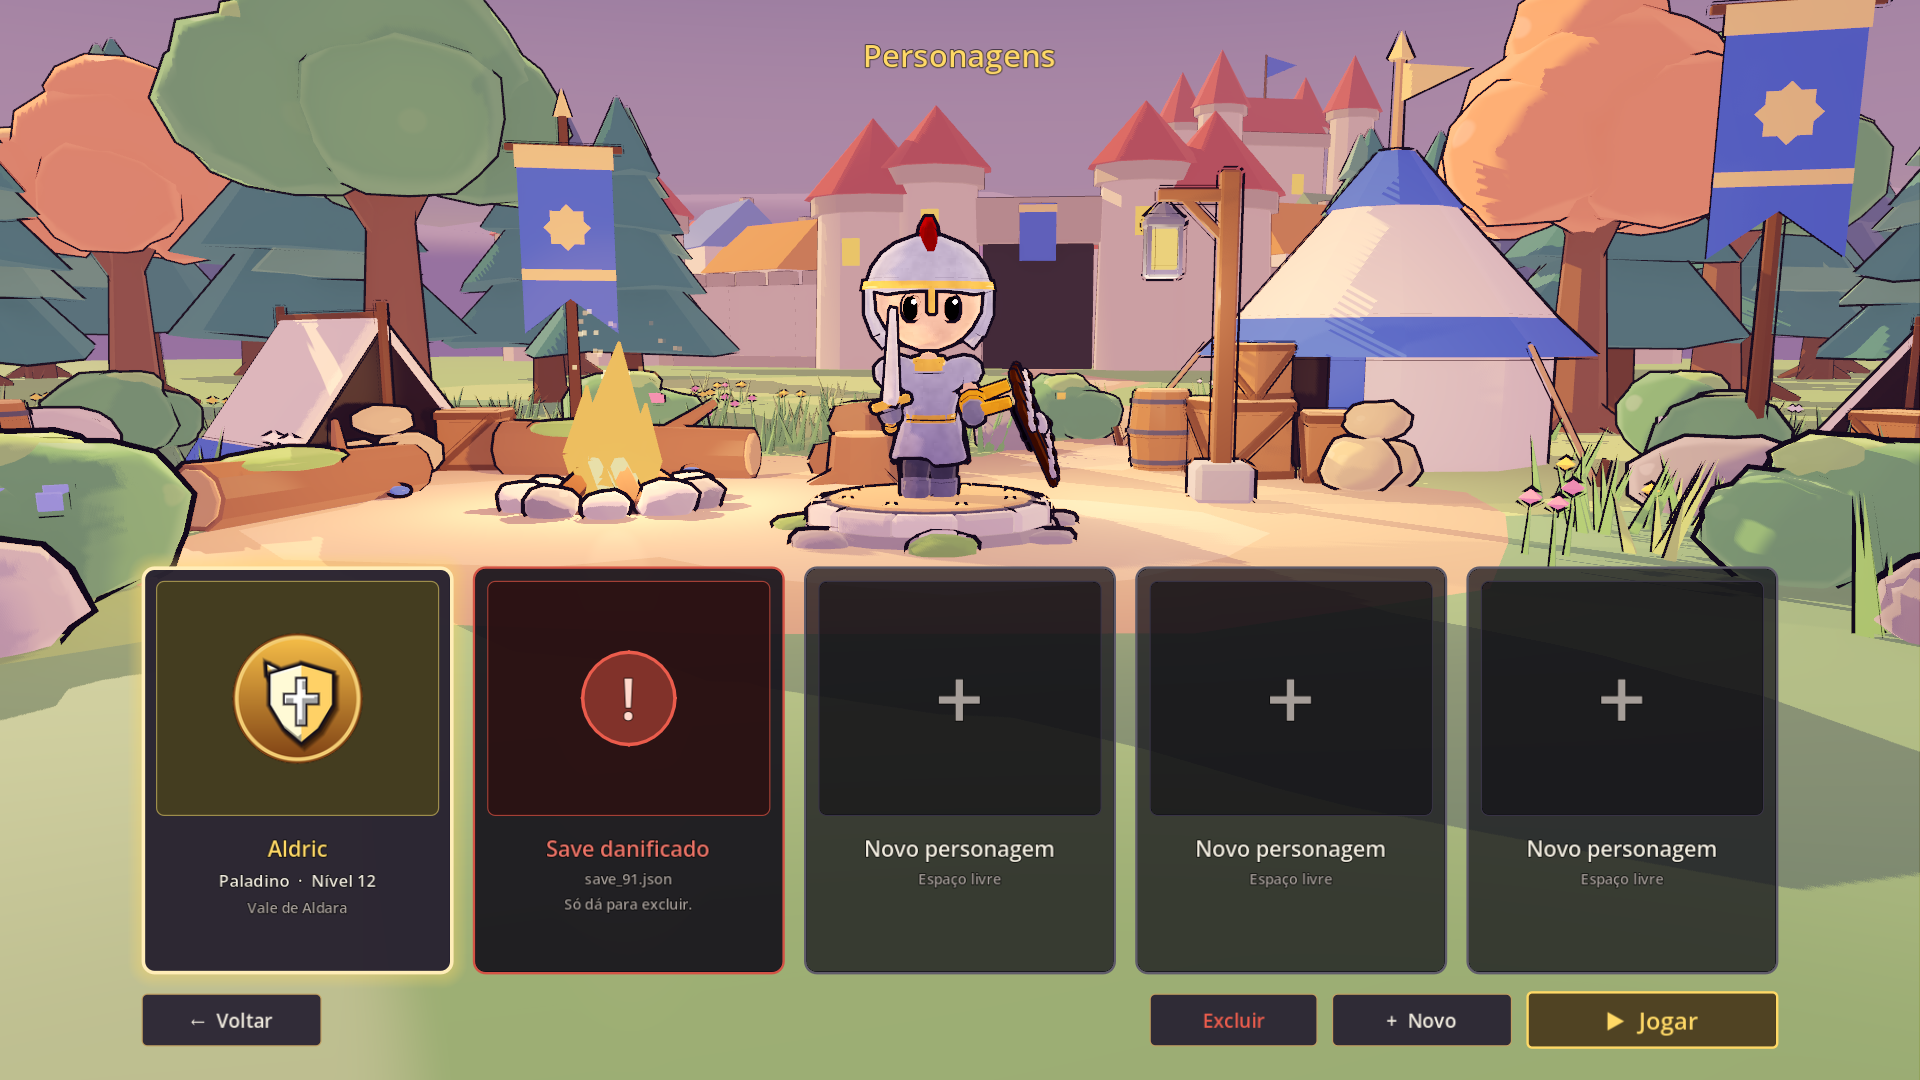 Personagens
Aldric
Paladino · Nível 12
Vale de Aldara
!
Save danificado
save_91.json
Só dá para excluir.
+
Novo personagem
Espaço livre
+
Novo personagem
Espaço livre
+
Novo personagem
Espaço livre
← Voltar
Excluir
+ Novo
▶ Jogar